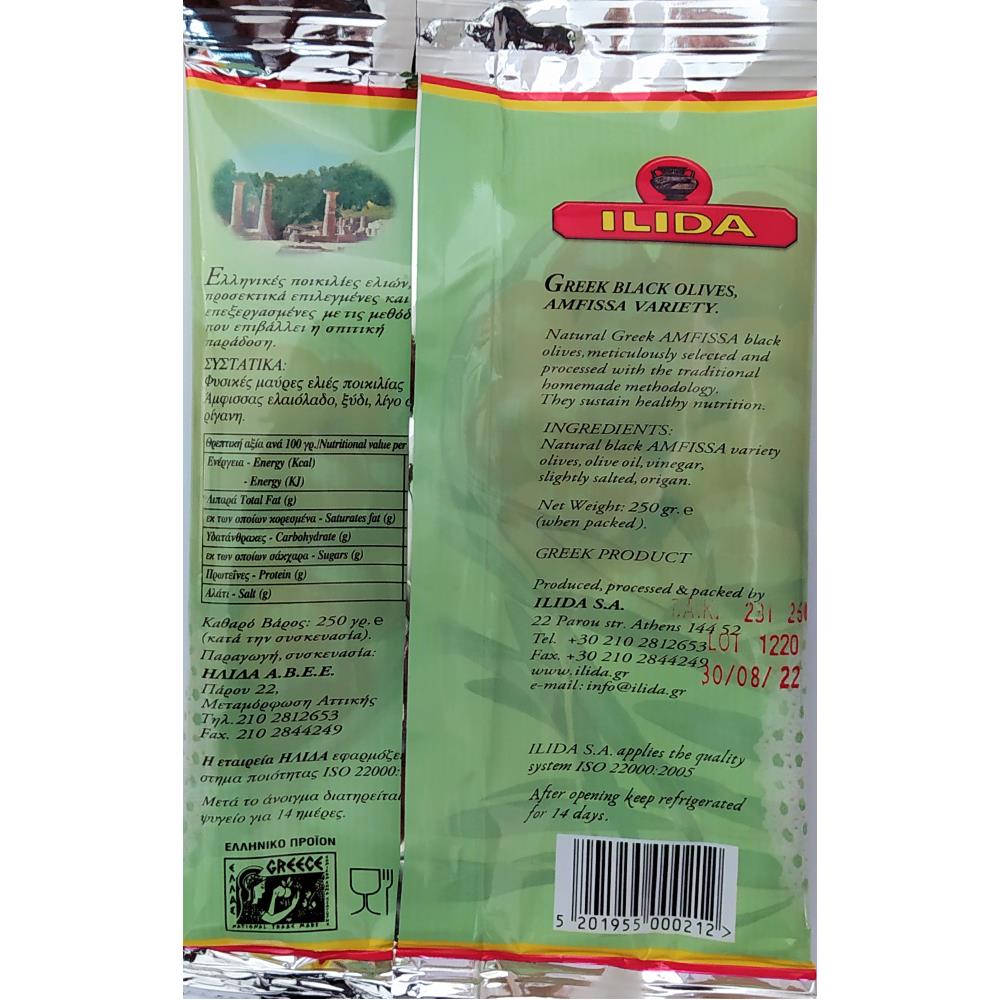 Ελληνικές ποικιλίες ελιών,
προσεκτικά επιλεγμένες και
επεξεργασμένες με τις μεθόδ
που επιβάλλει η σπιτική
παράδοση.
ΣΥΣΤΑΤΙΚΑ:
Φυσικές μαύρες ελιές ποικιλίας
Άμφισσας ελαιόλαδο, ξύδι, λίγο
ρίγανη.
Θρεπτική αξία ανά 100 γρ./Nutritional value per
Ενέργεια - Energy (Kcal)
- Energy (KJ)
Λιπαρά Total Fat (g)
εκ των οποίων κορεσμένα - Saturates fat (g)
Υδατάνθρακες - Carbohydrate (g)
εκ των οποίων σάκχαρα - Sugars (g)
Πρωτεΐνες - Protein (g)
Αλάτι - Salt (g)
Καθαρό Βάρος: 250 γρ. e
(κατά την συσκευασία).
Παραγωγή, συσκευασία:
ΗΛΙΔΑ Α.Β.Ε.Ε.
Πάρου 22,
Μεταμόρφωση Αττικής
Τηλ. 210 2812653
Fax. 210 2844249
Η εταιρεία ΗΛΙΔΑ εφαρμόζει
στημα ποιότητας ISO 22000:
Μετά το άνοιγμα διατηρείται
ψυγείο για 14 ημέρες.
ΕΛΛΗΝΙΚΟ ΠΡΟΪΟΝ
GREECE
ΕΛΛΑΣ
NATIONAL TRADE MARK
ILIDA
GREEK BLACK OLIVES,
AMFISSA VARIETY.
Natural Greek AMFISSA black
olives, meticulously selected and
processed with the traditional
homemade methodology.
They sustain healthy nutrition.
INGREDIENTS:
Natural black AMFISSA variety
olives, olive oil, vinegar,
slightly salted, origan.
Net Weight: 250 gr. e
(when packed).
GREEK PRODUCT
Produced, processed & packed by
ILIDA S.A.
22 Parou str. Athens 144 52
Tel. +30 210 2812653
Fax. +30 210 2844249
www.ilida.gr
e-mail: info@ilida.gr
231
LOT 1220
30/08/22
ILIDA S.A. applies the quality
system ISO 22000:2005
After opening keep refrigerated
for 14 days.
5 201955 000212 >